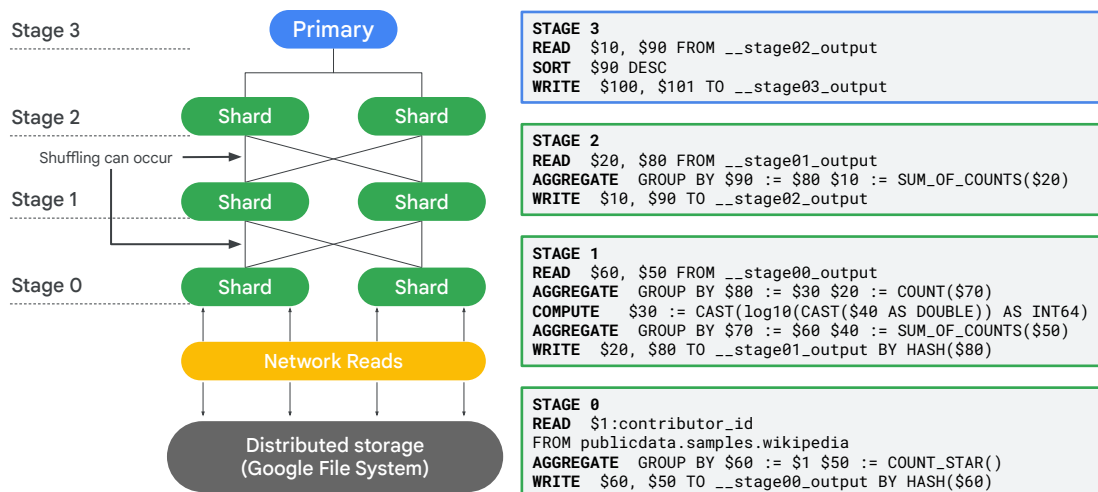 Stage 3
Primary
Shard Shard
Stage 2
Shuffling can occur
Shard Shard
Stage 1
Shard Shard
Stage 0
Network Reads
Distributed storage
(Google File System)
STAGE 3
READ $10, $90 FROM __stage02_output
SORT $90 DESC
WRITE $100, $101 TO __stage03_output
STAGE 2
READ $20, $80 FROM __stage01_output
AGGREGATE GROUP BY $90 := $80 $10 := SUM_OF_COUNTS($20)
WRITE $10, $90 TO __stage02_output
STAGE 1
READ $60, $50 FROM __stage00_output
AGGREGATE GROUP BY $80 := $30 $20 := COUNT($70)
COMPUTE $30 := CAST(log10(CAST($40 AS DOUBLE)) AS INT64)
AGGREGATE GROUP BY $70 := $60 $40 := SUM_OF_COUNTS($50)
WRITE $20, $80 TO __stage01_output BY HASH($80)
STAGE 0
READ $1:contributor_id
FROM publicdata.samples.wikipedia
AGGREGATE GROUP BY $60 := $1 $50 := COUNT_STAR()
WRITE $60, $50 TO __stage00_output BY HASH($60)